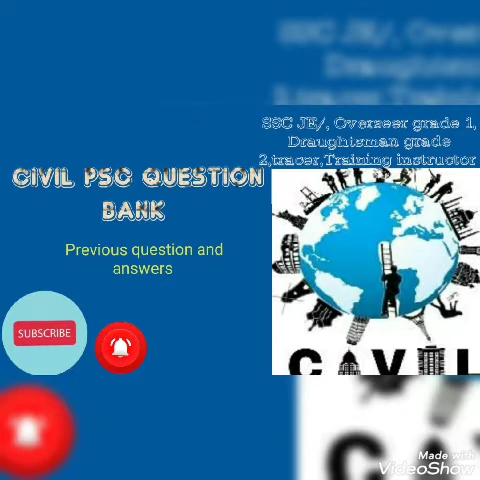 SSC JE/, Overseer grade 1,
Draughtsman grade
2,tracer,Training instructor
CIVIL PSC QUESTION
BANK
Previous question and
answers
SUBSCRIBE
CIVIL
Made with
VideoShow